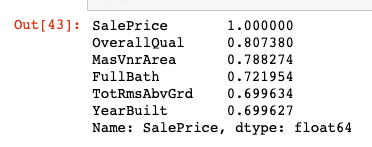 Out[43]: SalePrice 1.000000
OverallQual 0.807380
MasVnrArea 0.788274
FullBath 0.721954
TotRmsAbvGrd 0.699634
YearBuilt 0.699627
Name: SalePrice, dtype: float64